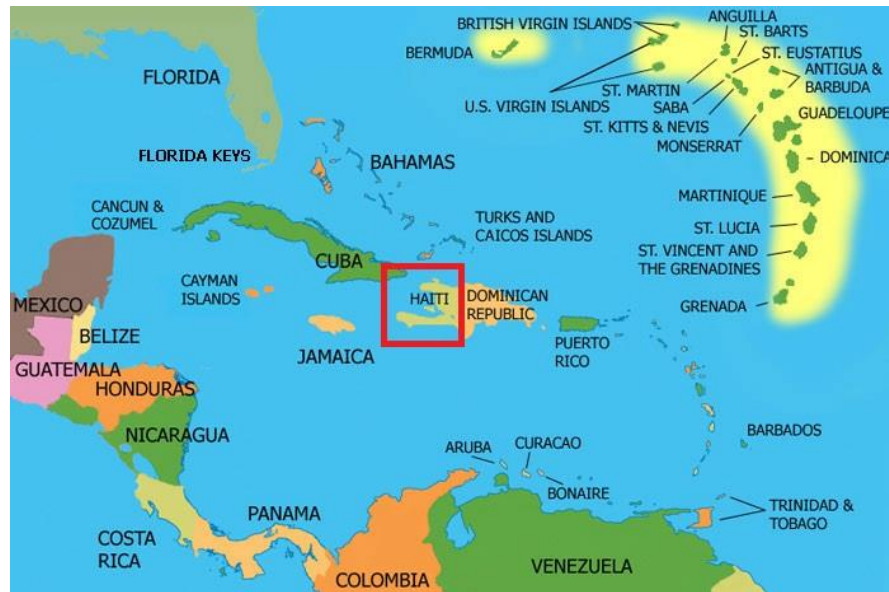 BRITISH VIRGIN ISLANDS
ANGUILLA
ST. BARTS
BERMUDA
ST. EUSTATIUS
FLORIDA
ST. MARTIN
ANTIGUA &
BARBUDA
U.S. VIRGIN ISLANDS
SABA
ST. KITTS & NEVIS
GUADELOUPE
MONSERRAT
FLORIDA KEYS
BAHAMAS
DOMINICA
MARTINIQUE
CANCUN &
COZUMEL
TURKS AND
CAICOS ISLANDS
ST. LUCIA
CUBA
ST. VINCENT AND
THE GRENADINES
CAYMAN
ISLANDS
HAITI
DOMINICAN
REPUBLIC
GRENADA
MEXICO
BELIZE
JAMAICA
PUERTO
RICO
GUATEMALA
HONDURAS
NICARAGUA
BARBADOS
ARUBA
CURACAO
BONAIRE
PANAMA
TRINIDAD &
TOBAGO
COSTA
RICA
COLOMBIA
VENEZUELA